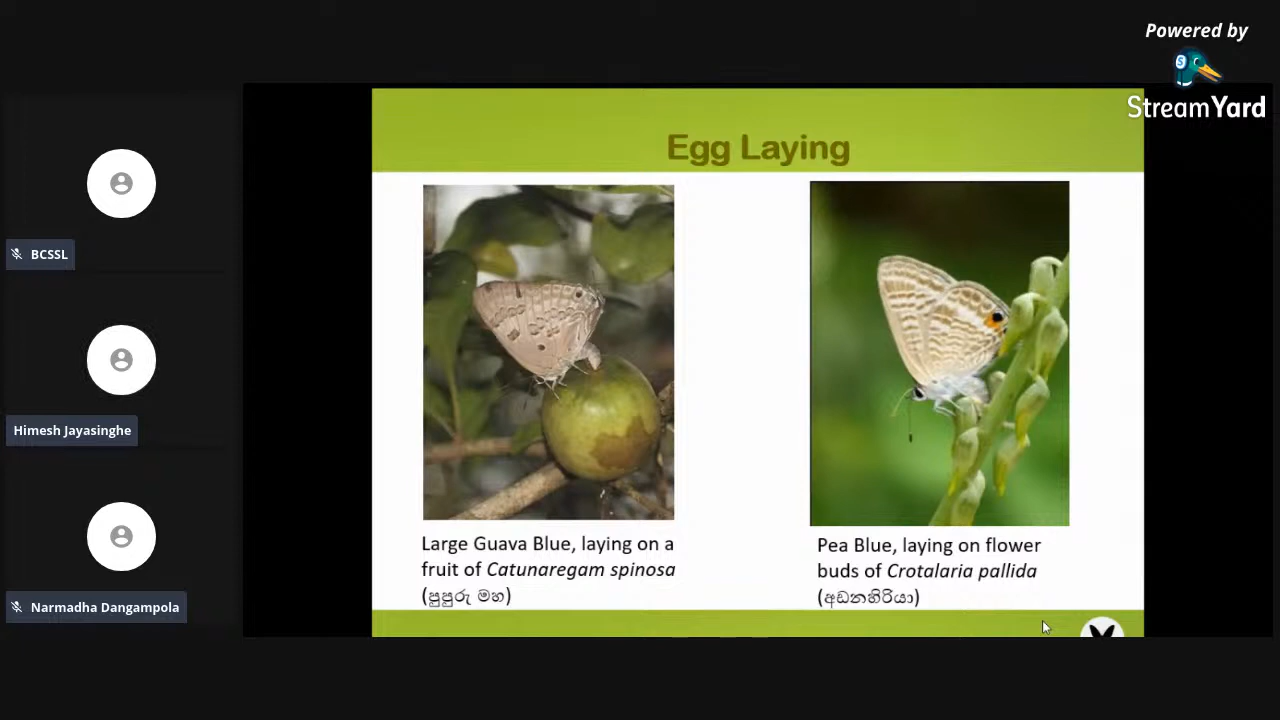 Powered by
StreamYard
BCSSL
Himesh Jayasinghe
Narmadha Dangampola
Egg Laying
Large Guava Blue, laying on a
fruit of Catunaregam spinosa
(පුපුරු මහ)
Pea Blue, laying on flower
buds of Crotalaria pallida
(අඩනහිරියා)